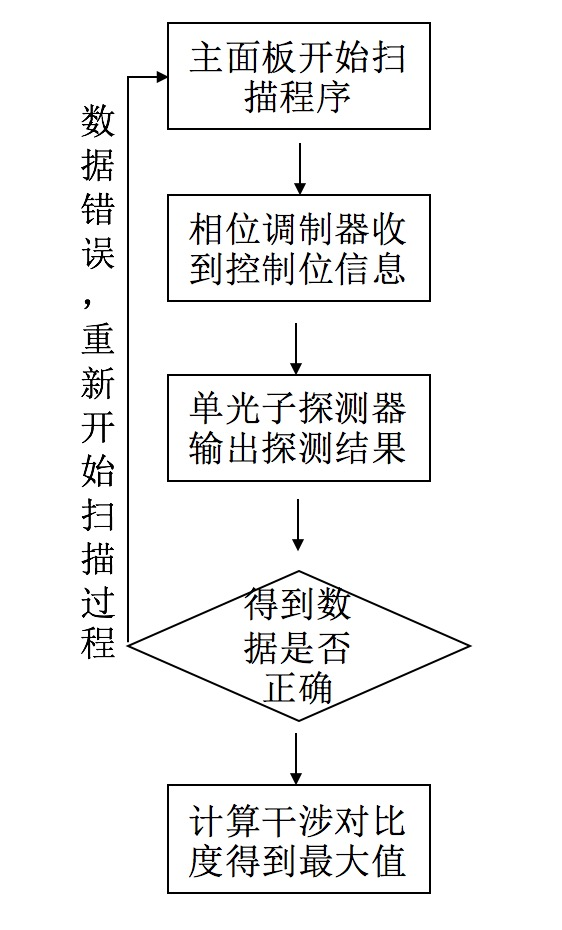 主面板开始扫
描程序
相位调制器收
到控制位信息
单光子探测器
输出探测结果
得到数
据是否
正确
计算干涉对比
度得到最大值
数据错误，重新开始扫描过程